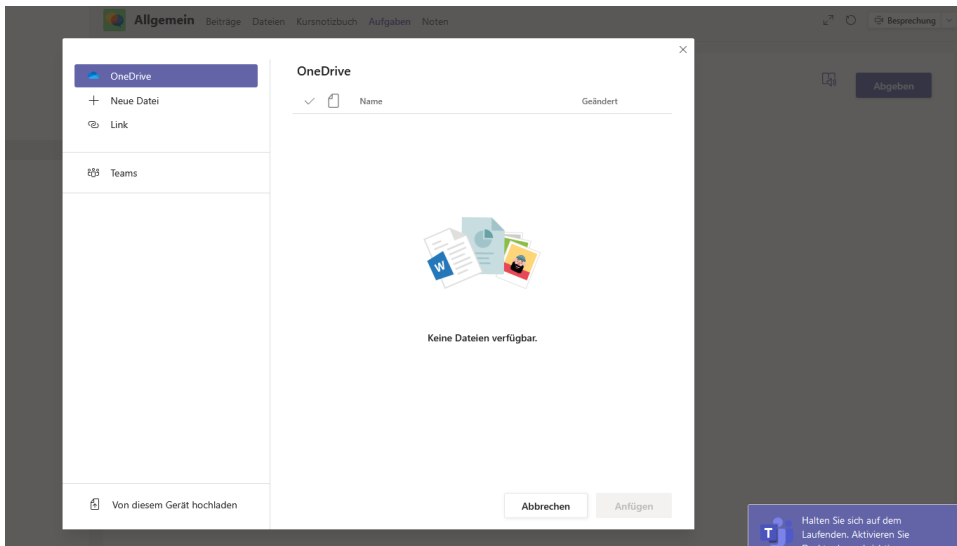 Allgemein Beiträge Dateien Kursnotizbuch Aufgaben Noten
Besprechung
Abgeben
OneDrive
Neue Datei
Link
Teams
Von diesem Gerät hochladen
OneDrive
Name Geändert
W
Keine Dateien verfügbar.
Abbrechen Anfügen
T
Halten Sie sich auf dem
Laufenden. Aktivieren Sie